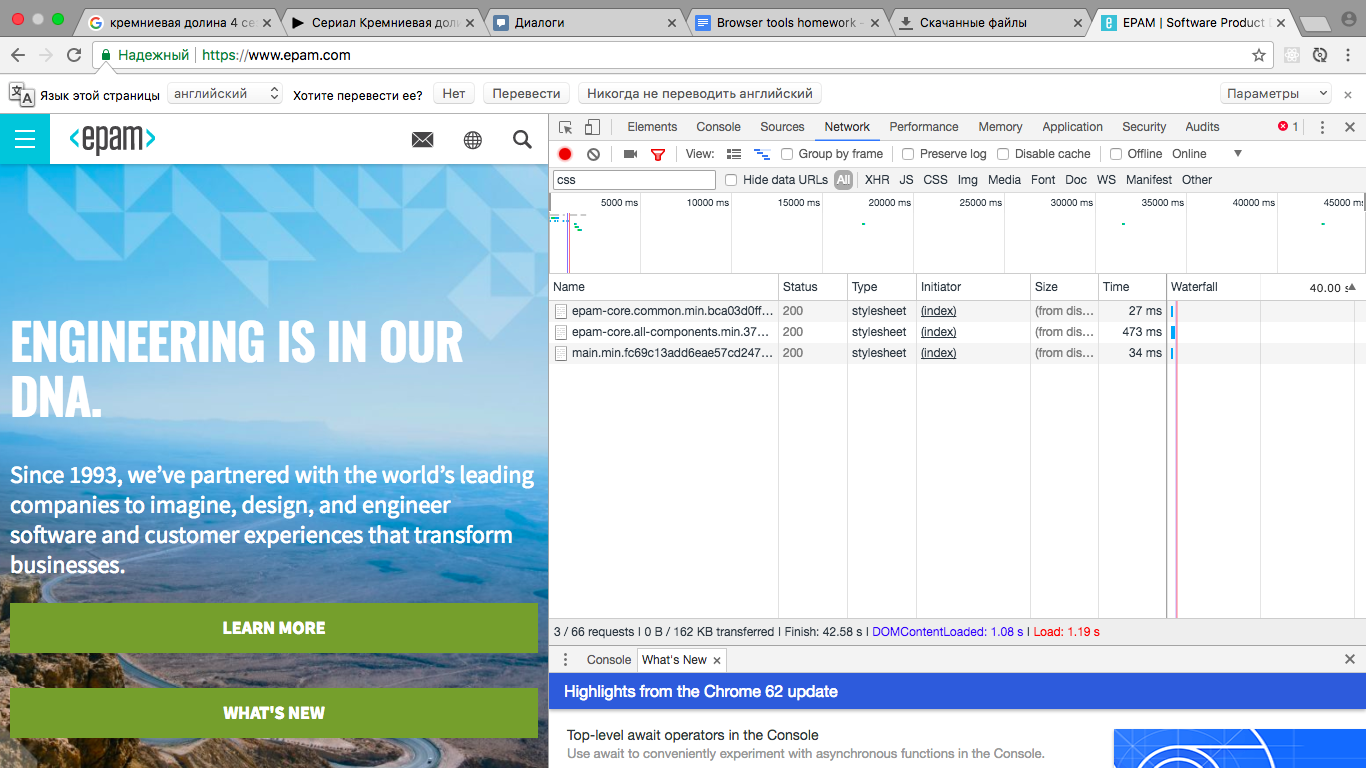 кремниевая долина 4 се
Сериал Кремниевая доли
Диалоги
Browser tools homework -
Скачанные файлы
EPAM | Software Product
Надежный
https://www.epam.com
Язык этой страницы
английский
Хотите перевести ее?
Нет
Перевести
Никогда не переводить английский
Параметры
<epam>
ENGINEERING IS IN OUR
DNA.
Since 1993, we’ve partnered with the world’s leading
companies to imagine, design, and engineer
software and customer experiences that transform
businesses.
LEARN MORE
WHAT'S NEW
Elements Console Sources Network Performance Memory Application Security Audits 1
View: Group by frame Preserve log Disable cache Offline Online
css Hide data URLs All XHR JS CSS Img Media Font Doc WS Manifest Other
5000 ms 10000 ms 15000 ms 20000 ms 25000 ms 30000 ms 35000 ms 40000 ms 45000 ms
Name Status Type Initiator Size Time Waterfall 40.00 s
epam-core.common.min.bca03d0ff... 200 stylesheet (index) (from dis... 27 ms
epam-core.all-components.min.37... 200 stylesheet (index) (from dis... 473 ms
main.min.fc69c13add6eae57cd247... 200 stylesheet (index) (from dis... 34 ms
3 / 66 requests | 0 B / 162 KB transferred | Finish: 42.58 s | DOMContentLoaded: 1.08 s | Load: 1.19 s
Console What's New
Highlights from the Chrome 62 update
Top-level await operators in the Console
Use await to conveniently experiment with asynchronous functions in the Console.